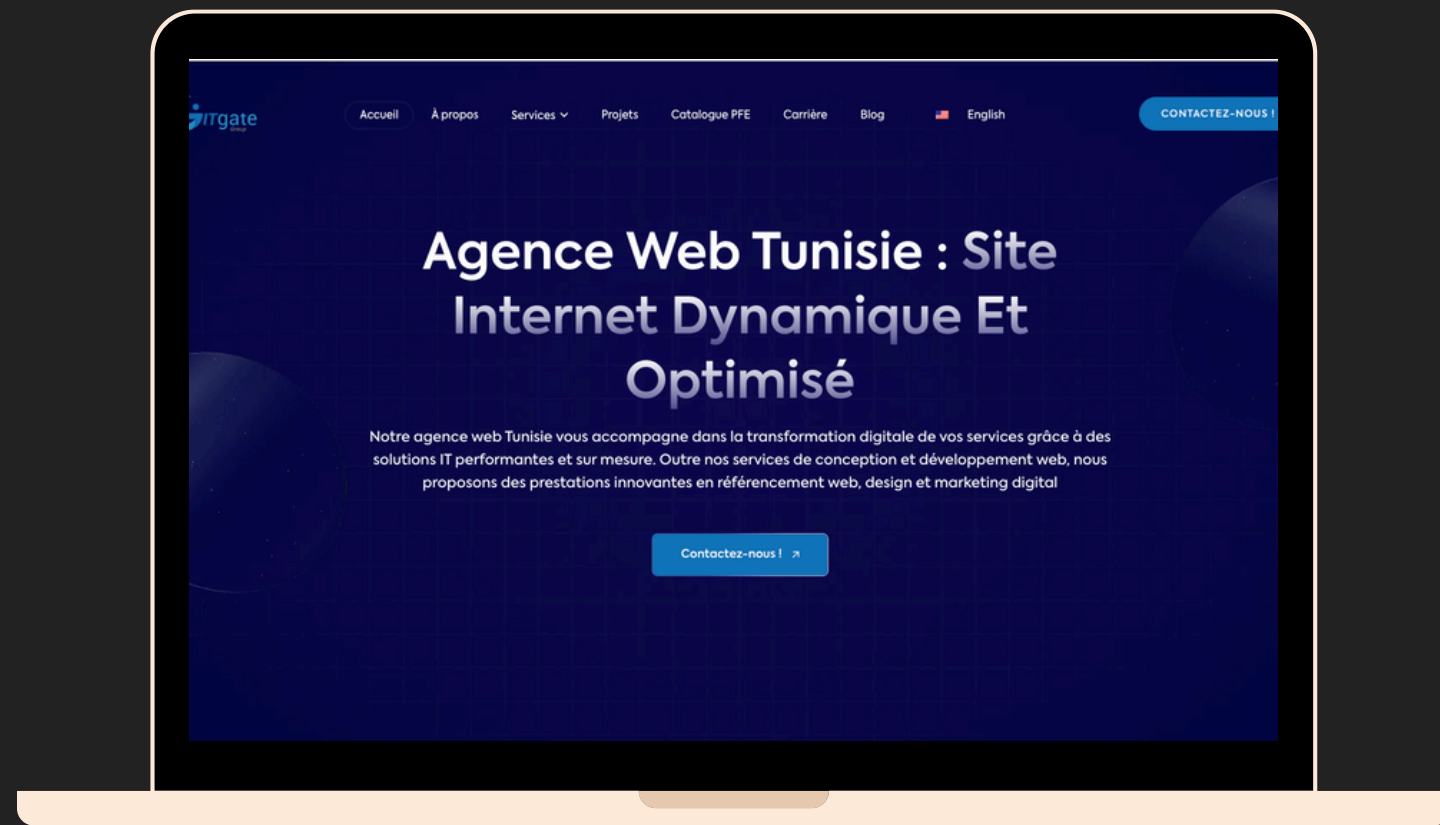 ITgate
Group
Accueil
À propos
Services
Projets
Catalogue PFE
Carrière
Blog
English
CONTACTEZ-NOUS !
Agence Web Tunisie : Site
Internet Dynamique Et
Optimisé
Notre agence web Tunisie vous accompagne dans la transformation digitale de vos services grâce à des
solutions IT performantes et sur mesure. Outre nos services de conception et développement web, nous
proposons des prestations innovantes en référencement web, design et marketing digital
Contactez-nous !